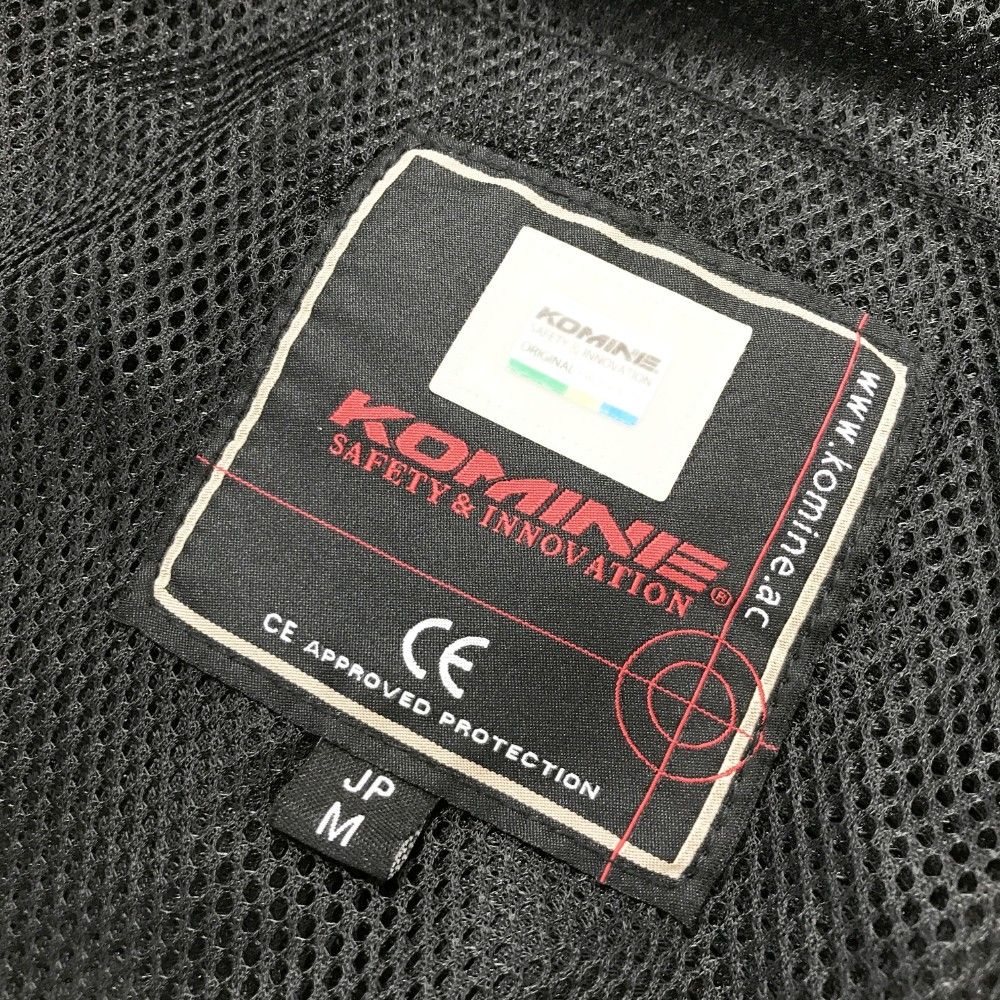 KOMINE
SAFETY & INNOVATION
ORIGINAL
KOMINE®
SAFETY & INNOVATION
www.komine.ac
CE
CE APPROVED PROTECTION
JP
M